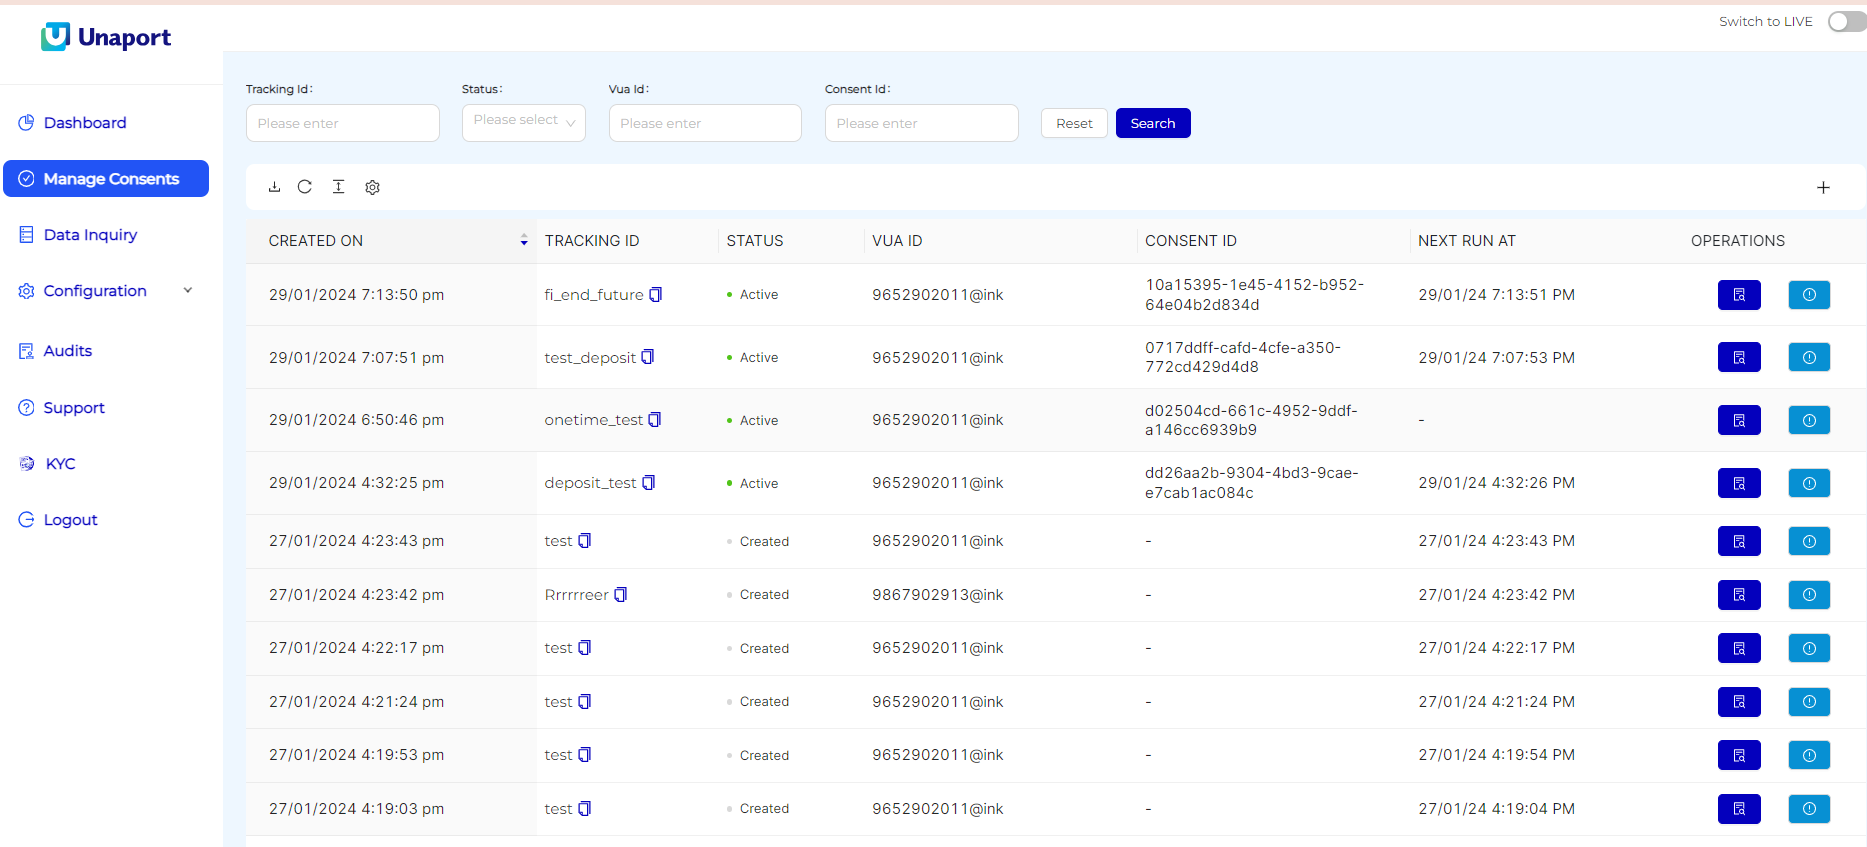 Unaport
Switch to LIVE
Dashboard
Manage Consents
Data Inquiry
Configuration
Audits
Support
KYC
Logout
Tracking Id: Status: Vua Id: Consent Id:
Please enter Please select Please enter Please enter Reset Search
CREATED ON TRACKING ID STATUS VUA ID CONSENT ID NEXT RUN AT OPERATIONS
29/01/2024 7:13:50 pm fi_end_future Active 9652902011@ink 10a15395-1e45-4152-b952-
64e04b2d834d 29/01/24 7:13:51 PM
29/01/2024 7:07:51 pm test_deposit Active 9652902011@ink 0717ddff-cafd-4cfe-a350-
772cd429d4d8 29/01/24 7:07:53 PM
29/01/2024 6:50:46 pm onetime_test Active 9652902011@ink d02504cd-661c-4952-9ddf-
a146cc6939b9 -
29/01/2024 4:32:25 pm deposit_test Active 9652902011@ink dd26aa2b-9304-4bd3-9cae-
e7cab1ac084c 29/01/24 4:32:26 PM
27/01/2024 4:23:43 pm test Created 9652902011@ink - 27/01/24 4:23:43 PM
27/01/2024 4:23:42 pm Rrrrrreer Created 9867902913@ink - 27/01/24 4:23:42 PM
27/01/2024 4:22:17 pm test Created 9652902011@ink - 27/01/24 4:22:17 PM
27/01/2024 4:21:24 pm test Created 9652902011@ink - 27/01/24 4:21:24 PM
27/01/2024 4:19:53 pm test Created 9652902011@ink - 27/01/24 4:19:54 PM
27/01/2024 4:19:03 pm test Created 9652902011@ink - 27/01/24 4:19:04 PM